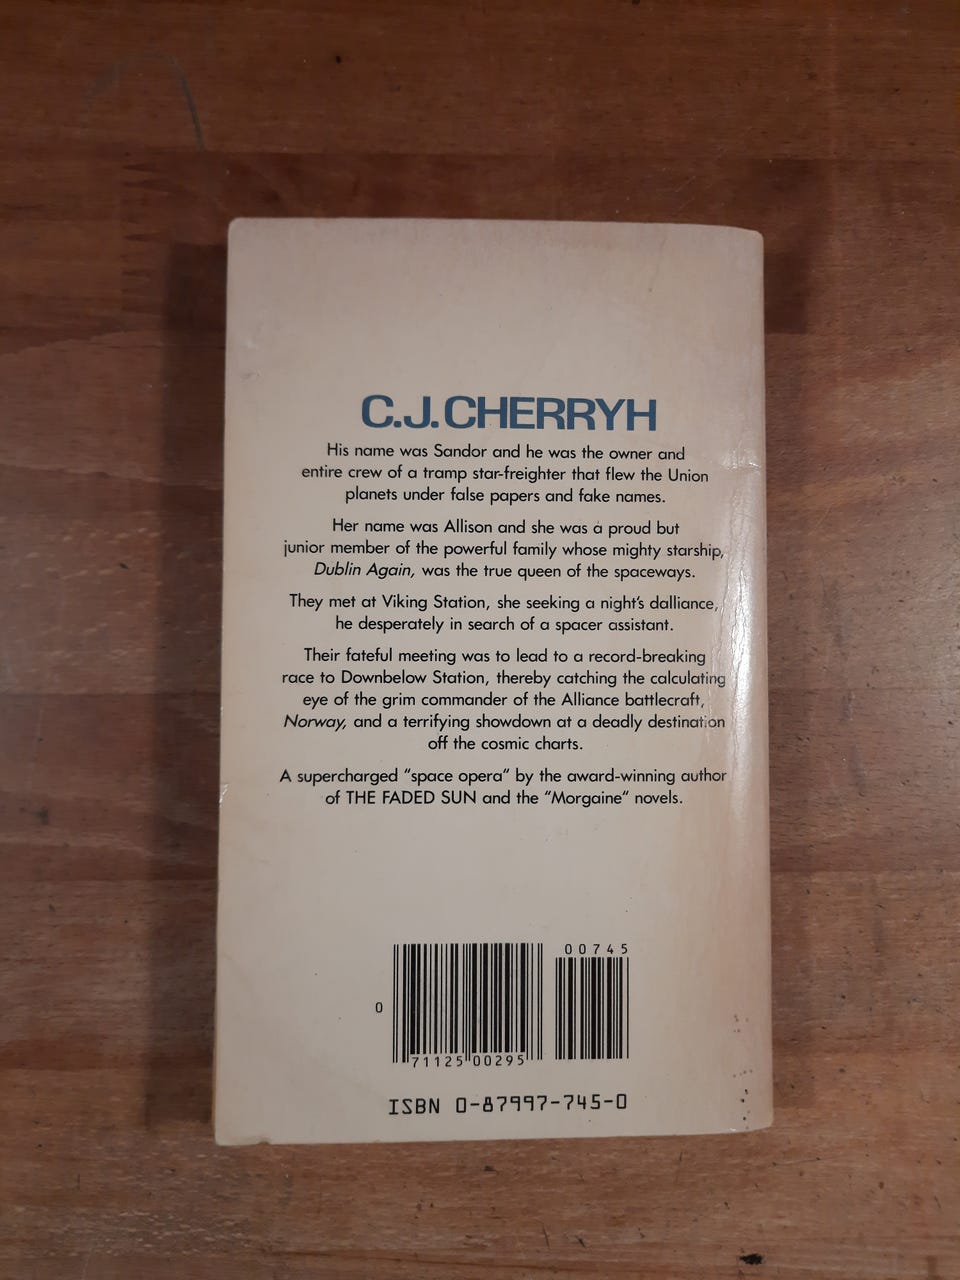 C.J. CHERRYH
His name was Sandor and he was the owner and
entire crew of a tramp star-freighter that flew the Union
planets under false papers and fake names.
Her name was Allison and she was a proud but
junior member of the powerful family whose mighty starship,
Dublin Again, was the true queen of the spaceways.
They met at Viking Station, she seeking a night's dalliance,
he desperately in search of a spacer assistant.
Their fateful meeting was to lead to a record-breaking
race to Downbelow Station, thereby catching the calculating
eye of the grim commander of the Alliance battlecraft,
Norway, and a terrifying showdown at a deadly destination
off the cosmic charts.
A supercharged "space opera" by the award-winning author
of THE FADED SUN and the "Morgaine" novels.
00745
0
71125 00295
ISBN 0-87997-745-0